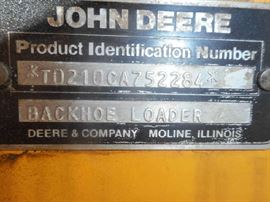 JOHN DEERE
Product Identification Number
*TD210CA752284*
BACKHOE LOADER
DEERE & COMPANY MOLINE, ILLINOIS